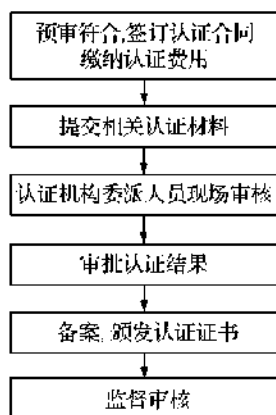 预审符合,签订认证合同
缴纳认证费用
提交相关认证材料
认证机构委派人员现场审核
审批认证结果
备案,颁发认证证书
监督审核